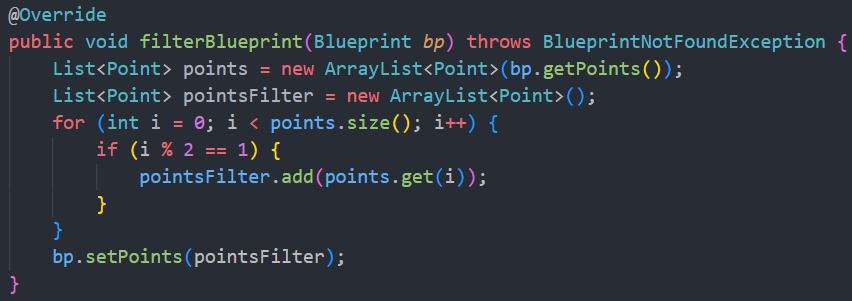 @Override
public void filterBlueprint(Blueprint bp) throws BlueprintNotFoundException {
    List<Point> points = new ArrayList<Point>(bp.getPoints());
    List<Point> pointsFilter = new ArrayList<Point>();
    for (int i = 0; i < points.size(); i++) {
        if (i % 2 == 1) {
            pointsFilter.add(points.get(i));
        }
    }
    bp.setPoints(pointsFilter);
}